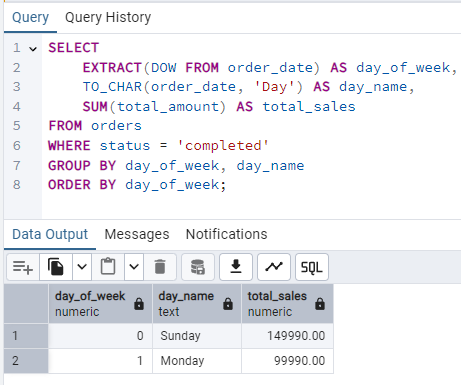 Query Query History
1 SELECT
2 EXTRACT(DOW FROM order_date) AS day_of_week,
3 TO_CHAR(order_date, 'Day') AS day_name,
4 SUM(total_amount) AS total_sales
5 FROM orders
6 WHERE status = 'completed'
7 GROUP BY day_of_week, day_name
8 ORDER BY day_of_week;
Data Output Messages Notifications
SQL
day_of_week day_name total_sales
numeric text numeric
1 0 Sunday 149990.00
2 1 Monday 99990.00